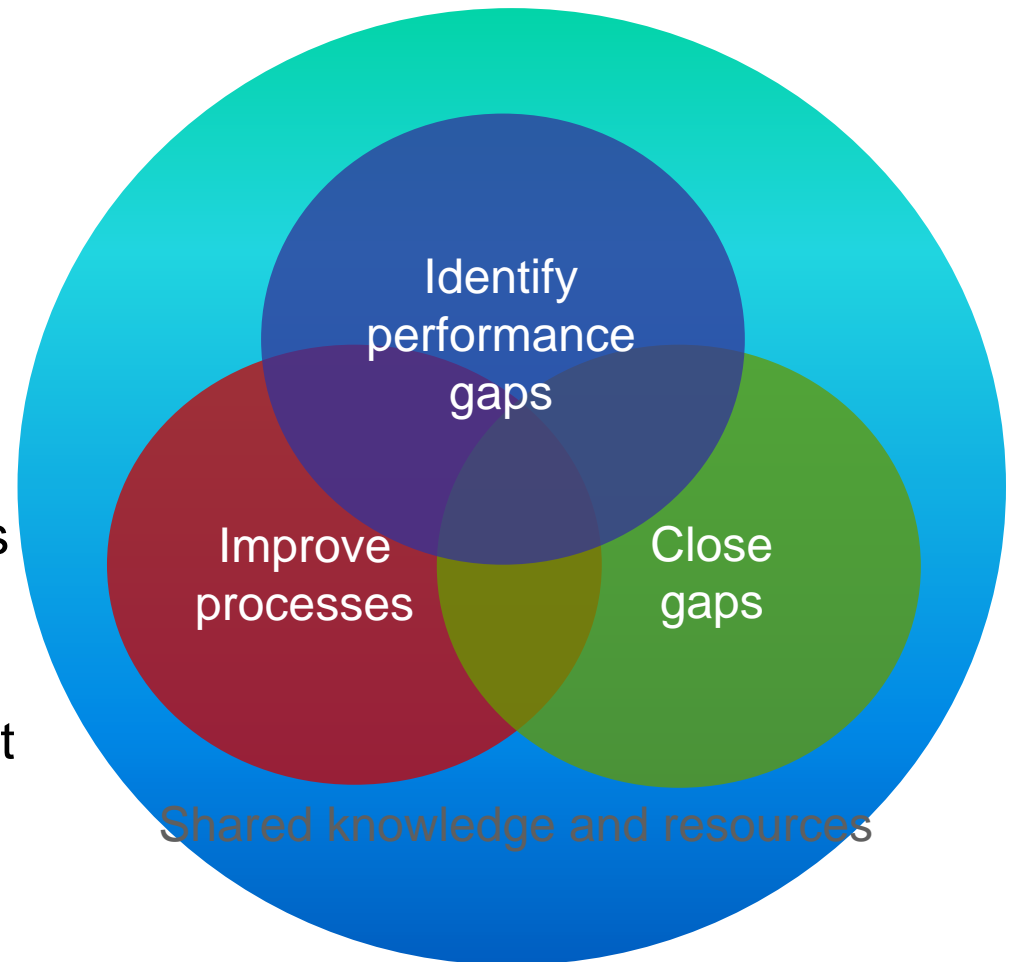 Identify
performance
gaps
s
Improve
processes
Close
gaps
t
Shared knowledge and resources